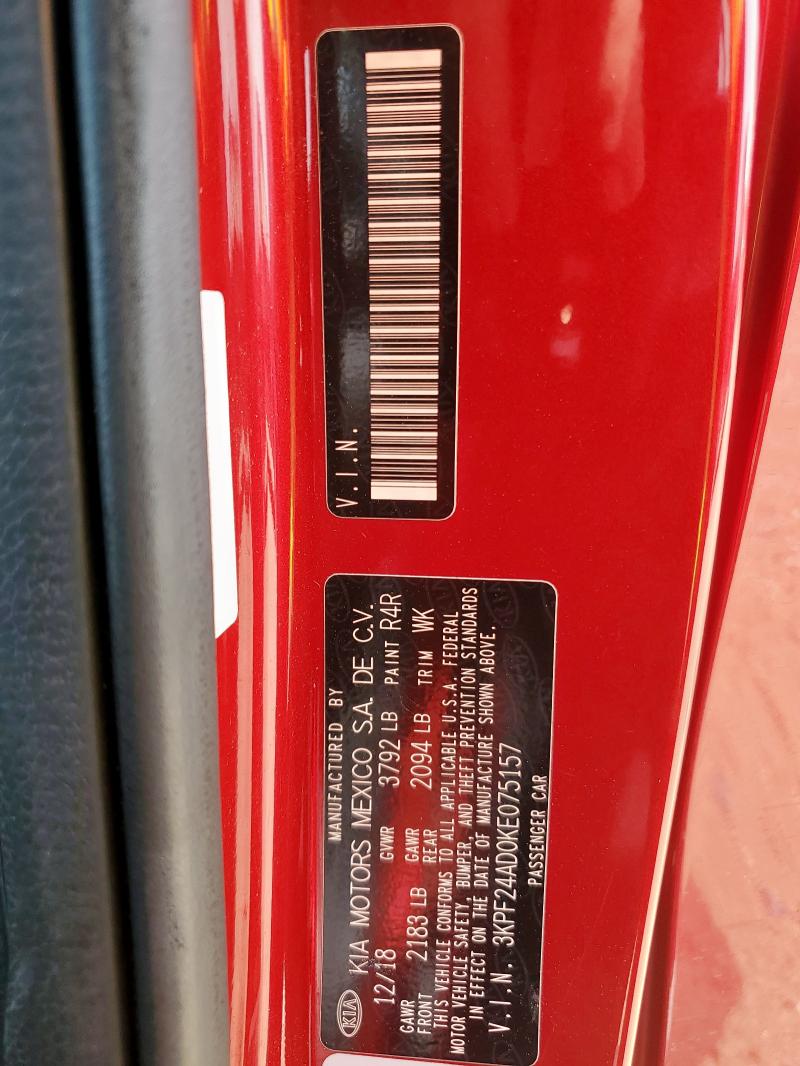 V.I.N.
MANUFACTURED BY
KIA KIA MOTORS MEXICO S.A. DE C.V.
12/18 GVWR 3792 LB PAINT R4R
GAWR FRONT 2183 LB GAWR REAR 2094 LB TRIM WK
THIS VEHICLE CONFORMS TO ALL APPLICABLE U.S.A. FEDERAL
MOTOR VEHICLE SAFETY, BUMPER, AND THEFT PREVENTION STANDARDS
IN EFFECT ON THE DATE OF MANUFACTURE SHOWN ABOVE.
V.I.N. 3KPF24AD0KE075157
PASSENGER CAR